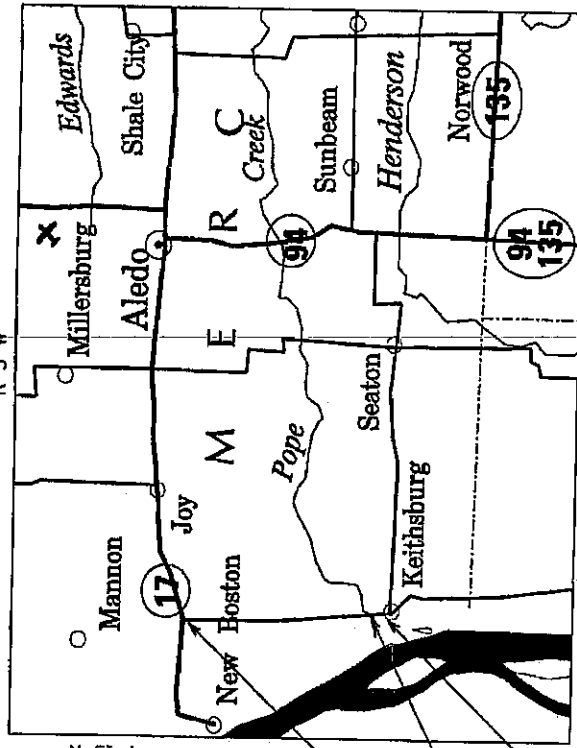 Edwards
Shale City
Millersburg
Aledo
Mannon
17
Joy
New Boston
M E R C
Creek
Pope
94
Sunbeam
Henderson
Seaton
Keithsburg
Norwood
135
94
135